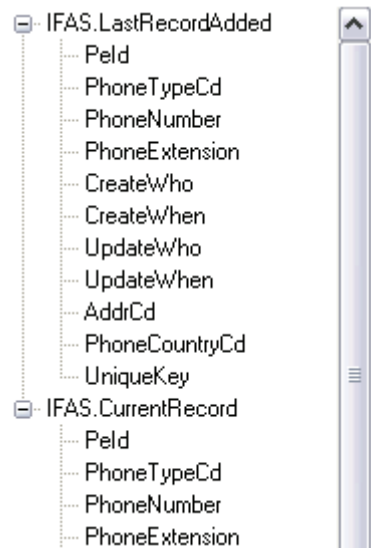 IFAS.LastRecordAdded
PeId
PhoneTypeCd
PhoneNumber
PhoneExtension
CreateWho
CreateWhen
UpdateWho
UpdateWhen
AddrCd
PhoneCountryCd
UniqueKey
IFAS.CurrentRecord
PeId
PhoneTypeCd
PhoneNumber
PhoneExtension